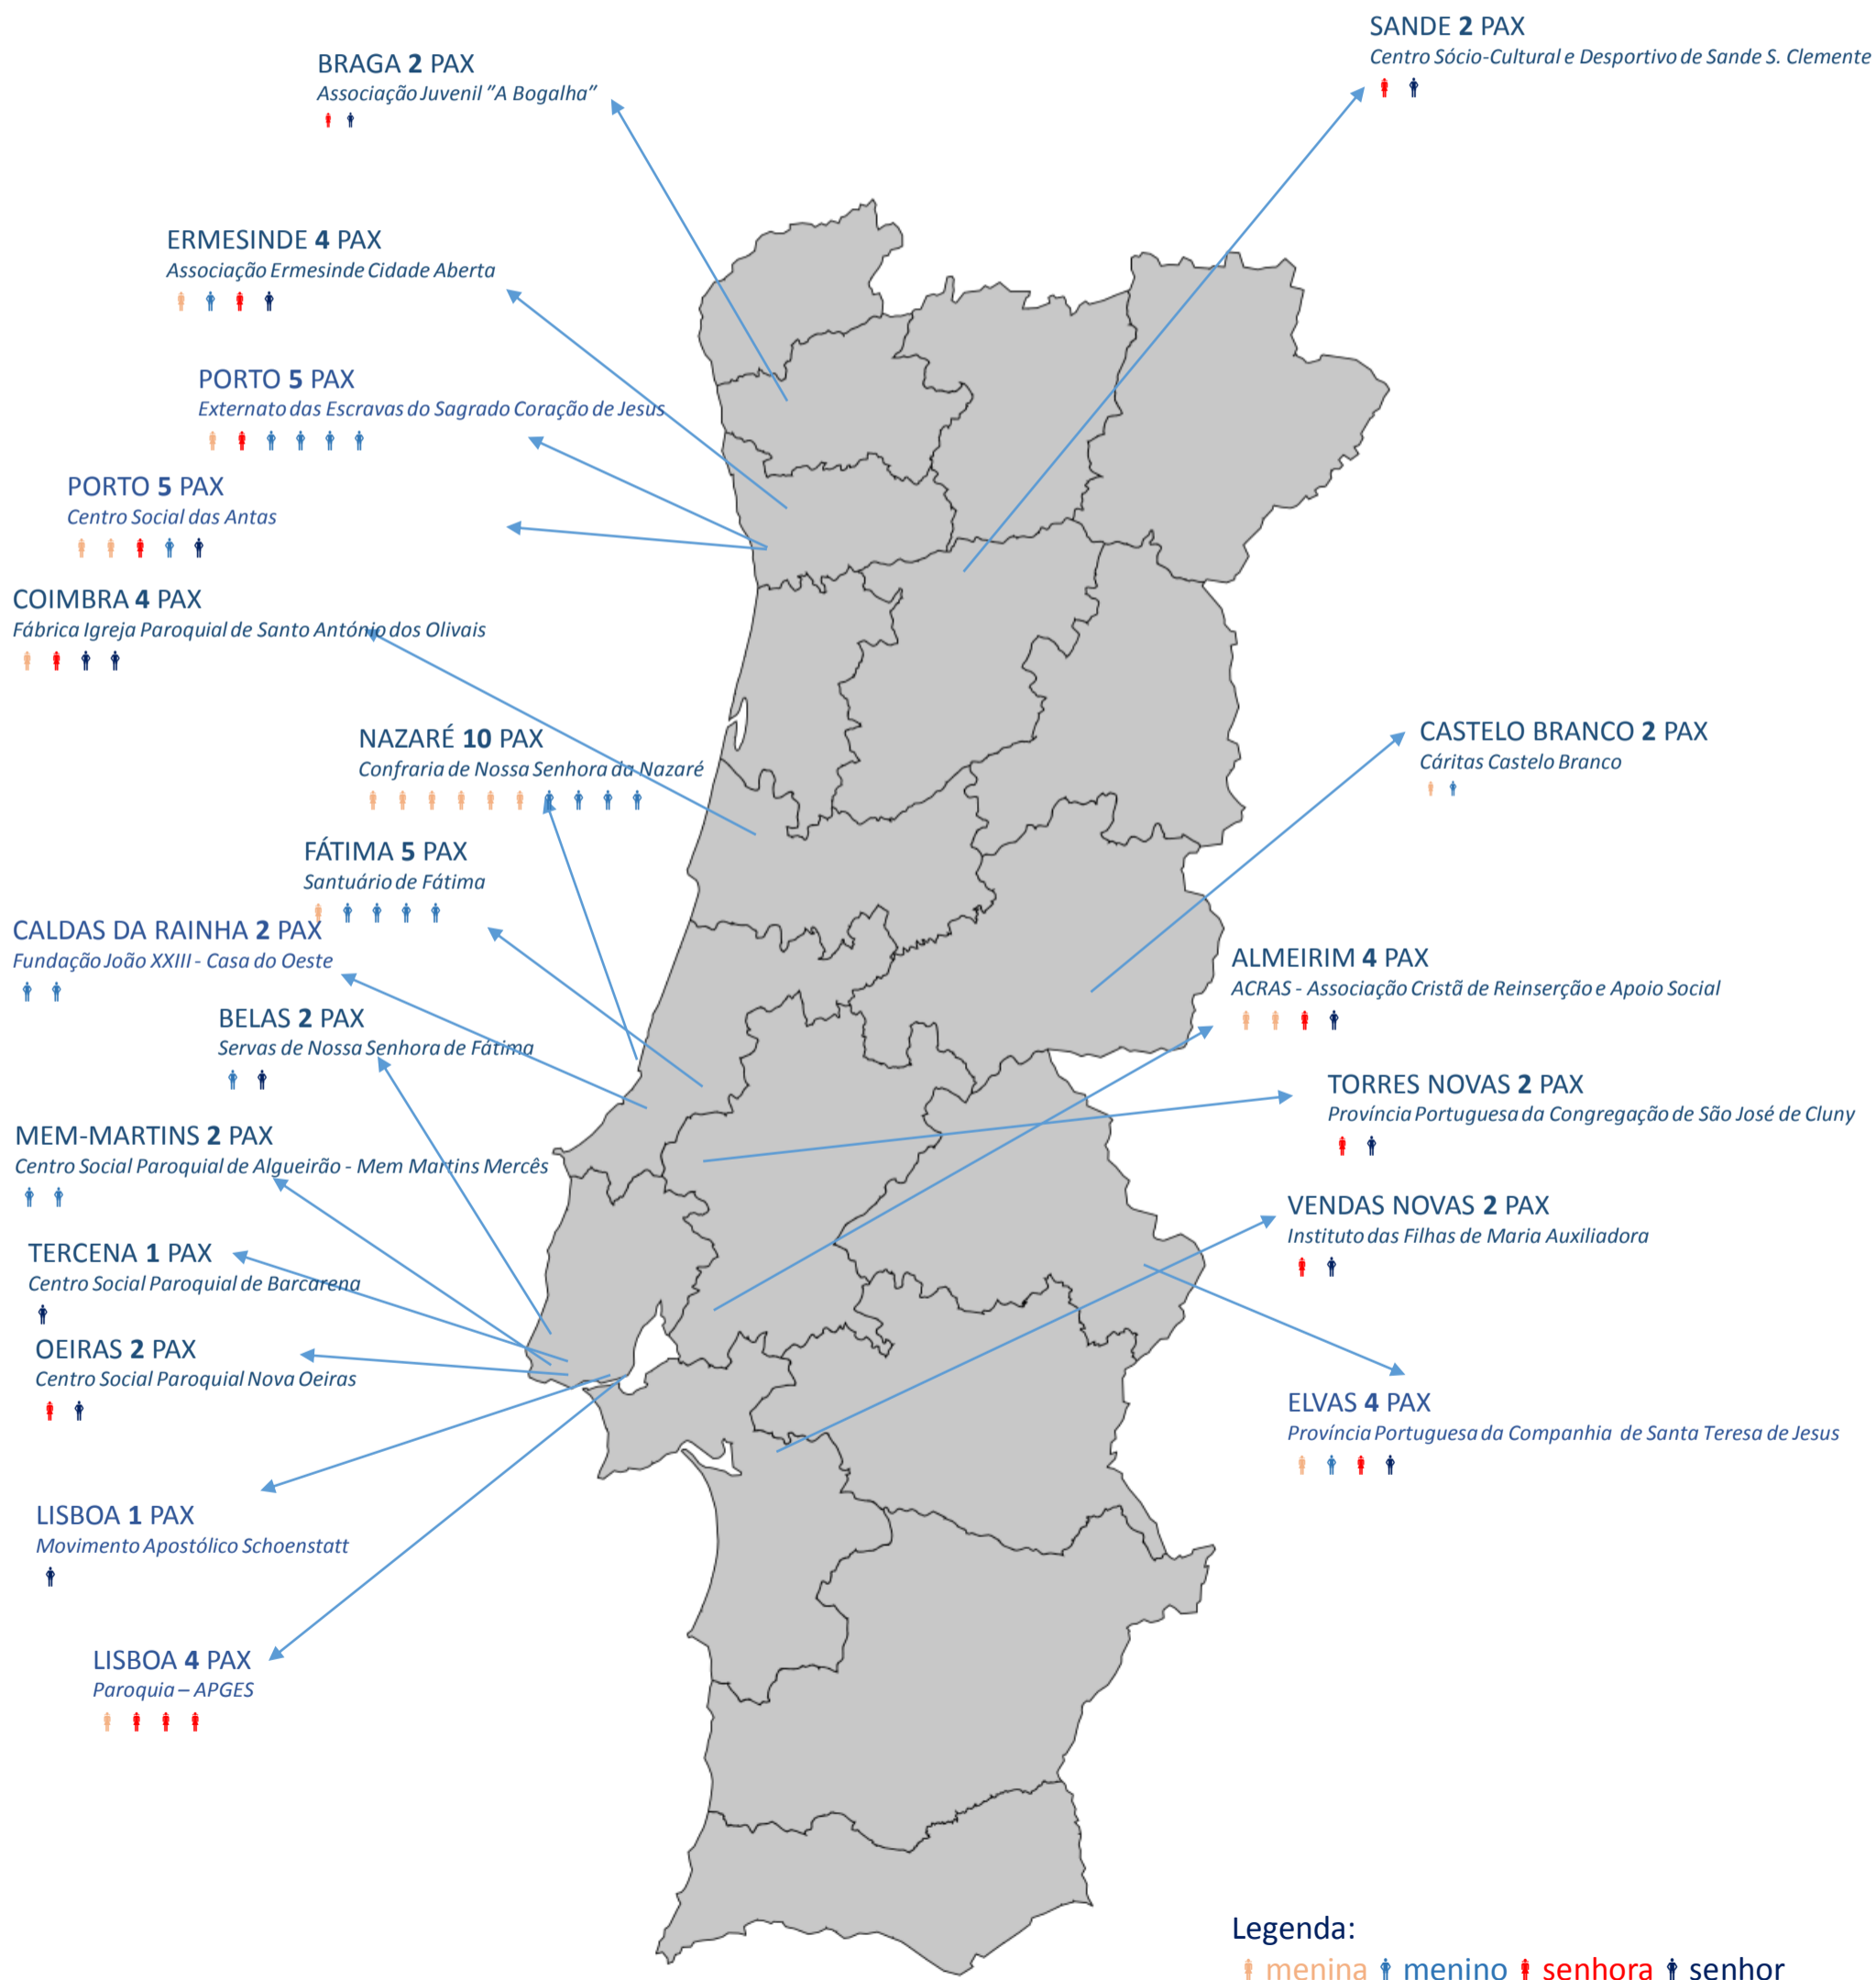 SANDE 2 PAX
Centro Sócio-Cultural e Desportivo de Sande S. Clemente
BRAGA 2 PAX
Associação Juvenil ”A Bogalha”
ERMESINDE 4 PAX
Associação Ermesinde Cidade Aberta
PORTO 5 PAX
Externato das Escravas do Sagrado Coração de Jesus
PORTO 5 PAX
Centro Social das Antas
COIMBRA 4 PAX
Fábrica Igreja Paroquial de Santo António dos Olivais
NAZARÉ 10 PAX
Confraria de Nossa Senhora da Nazaré
CASTELO BRANCO 2 PAX
Cáritas Castelo Branco
FÁTIMA 5 PAX
Santuário de Fátima
CALDAS DA RAINHA 2 PAX
Fundação João XXIII - Casa do Oeste
ALMEIRIM 4 PAX
ACRAS - Associação Cristã de Reinserção e Apoio Social
BELAS 2 PAX
Servas de Nossa Senhora de Fátima
TORRES NOVAS 2 PAX
Província Portuguesa da Congregação de São José de Cluny
MEM-MARTINS 2 PAX
Centro Social Paroquial de Algueirão - Mem Martins Mercês
VENDAS NOVAS 2 PAX
Instituto das Filhas de Maria Auxiliadora
TERCENA 1 PAX
Centro Social Paroquial de Barcarena
OEIRAS 2 PAX
Centro Social Paroquial Nova Oeiras
ELVAS 4 PAX
Província Portuguesa da Companhia de Santa Teresa de Jesus
LISBOA 1 PAX
Movimento Apostólico Schoenstatt
LISBOA 4 PAX
Paroquia – APGES
Legenda:
menina menino senhora senhor